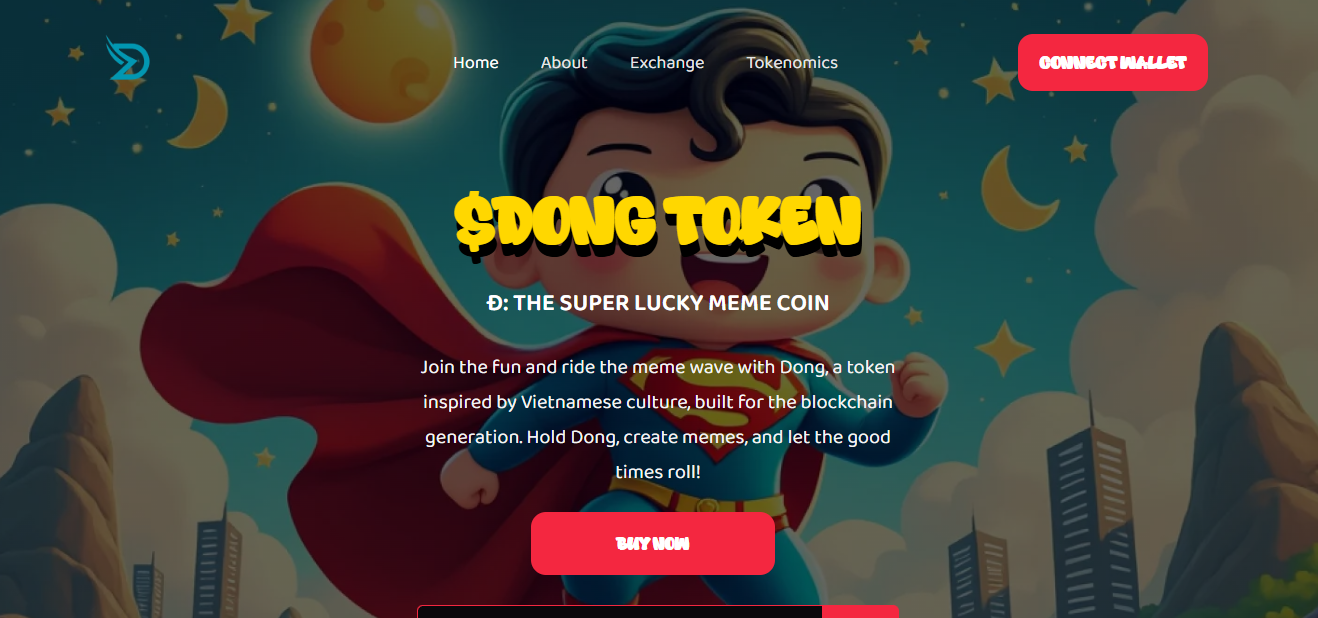 Home About Exchange Tokenomics CONNECT WALLET
$DONG TOKEN
Đ: THE SUPER LUCKY MEME COIN
Join the fun and ride the meme wave with Dong, a token
inspired by Vietnamese culture, built for the blockchain
generation. Hold Dong, create memes, and let the good
times roll!
BUY NOW